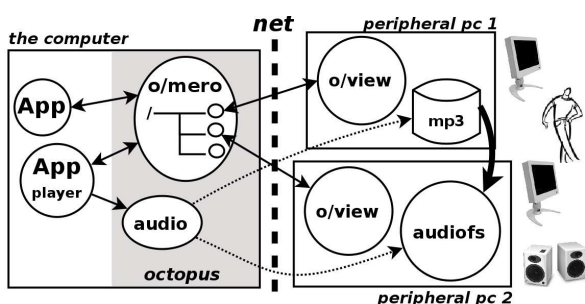 the computer
App
App
player
o/mero
/
audio
octopus
net
peripheral pc 1
o/view
mp3
o/view
audiofs
peripheral pc 2